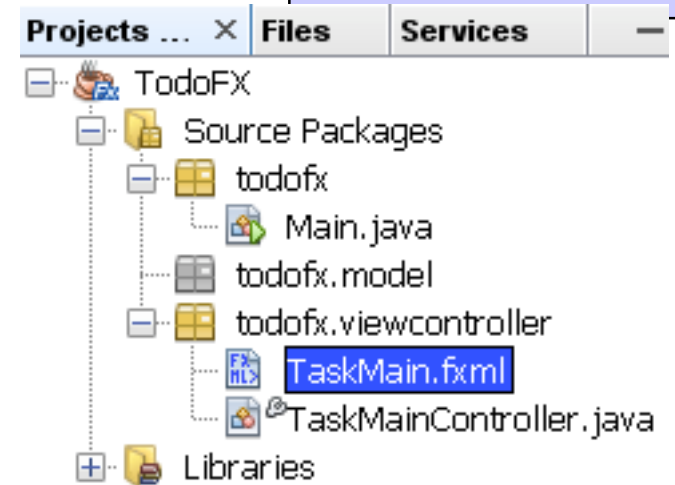 Projects ... × Files Services
TodoFX
Source Packages
todofx
Main.java
todofx.model
todofx.viewcontroller
TaskMain.fxml
TaskMainController.java
Libraries